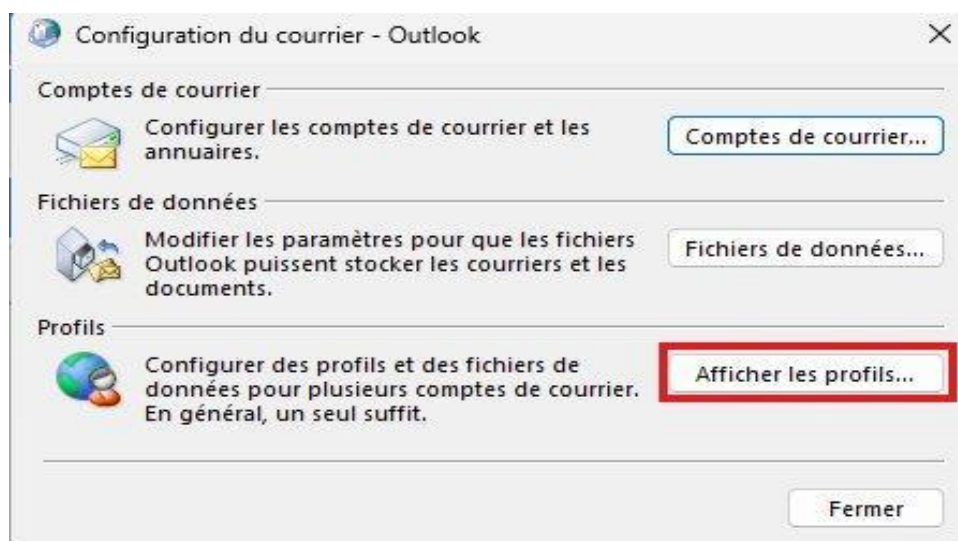 Configuration du courrier - Outlook
Comptes de courrier
Configurer les comptes de courrier et les
annuaires.
Comptes de courrier...
Fichiers de données
Modifier les paramètres pour que les fichiers
Outlook puissent stocker les courriers et les
documents.
Fichiers de données...
Profils
Configurer des profils et des fichiers de
données pour plusieurs comptes de courrier.
En général, un seul suffit.
Afficher les profils...
Fermer